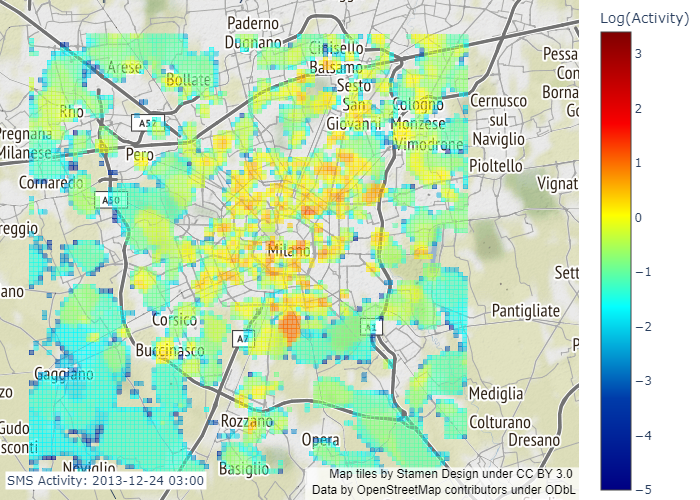 Log(Activity)
3
2
1
0
−1
−2
−3
−4
−5
Paderno
Dugnano
Cinisello
Balsamo
Sesto
San
Giovanni
Arese
Bollate
Rho
A52
Pregnana
Milanese
Pero
Cornaredo
A50
Cologno
Monzese
Vimodrone
Cernusco
sul
Naviglio
Pioltello
Pessa
Con
Borna
Go
Vignat
reggio
ano
Milano
Sett
Pantigliate
P
Corsico
A7
A1
Buccinasco
Gaggiano
zo
Gudo
sconti
Mediglia
Colturano
Dresano
Rozzano
Opera
Noviglio
Basiglio
SMS Activity: 2013-12-24 03:00
Map tiles by Stamen Design under CC BY 3.0
Data by OpenStreetMap contributors under ODbL